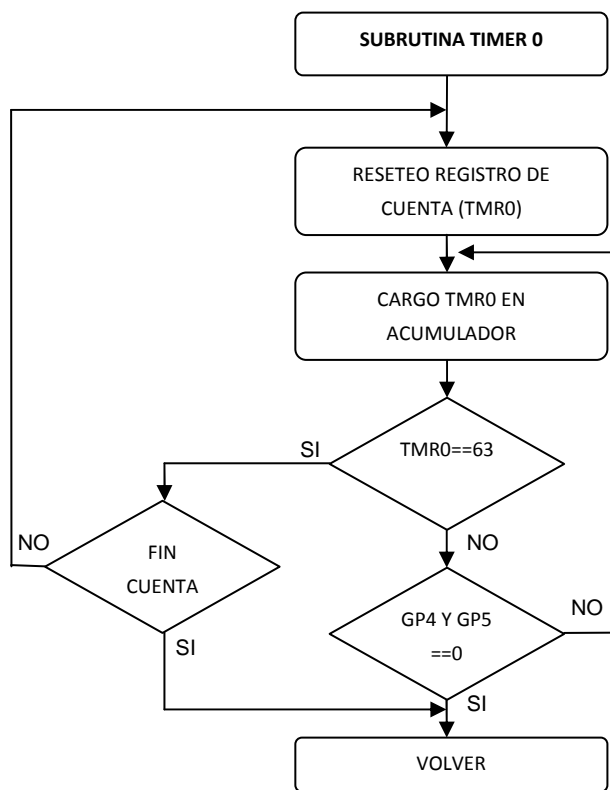 SUBRUTINA TIMER 0
RESETEO REGISTRO DE
CUENTA (TMR0)
CARGO TMR0 EN
ACUMULADOR
TMR0==63
SI
NO
FIN
CUENTA
NO
SI
GP4 Y GP5
==0
NO
SI
VOLVER